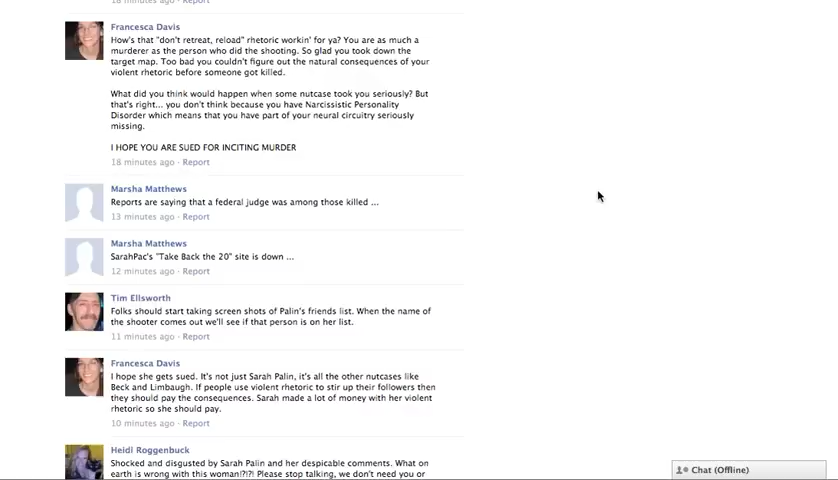 18 minutes ago · Report
Francesca Davis
How's that "don't retreat, reload" rhetoric workin' for ya? You are as much a
murderer as the person who did the shooting. So glad you took down the
target map. Too bad you couldn't figure out the natural consequences of your
violent rhetoric before someone got killed.
What did you think would happen when some nutcase took you seriously? But
that's right... you don't think because you have Narcissistic Personality
Disorder which means that you have part of your neural circuitry seriously
missing.
I HOPE YOU ARE SUED FOR INCITING MURDER
18 minutes ago · Report
Marsha Matthews
Reports are saying that a federal judge was among those killed ...
13 minutes ago · Report
Marsha Matthews
SarahPac's "Take Back the 20" site is down ...
12 minutes ago · Report
Tim Ellsworth
Folks should start taking screen shots of Palin's friends list. When the name of
the shooter comes out we'll see if that person is on her list.
11 minutes ago · Report
Francesca Davis
I hope she gets sued. It's not just Sarah Palin, it's all the other nutcases like
Beck and Limbaugh. If people use violent rhetoric to stir up their followers then
they should pay the consequences. Sarah made a lot of money with her violent
rhetoric so she should pay.
10 minutes ago · Report
Heidi Roggenbuck
Shocked and disgusted by Sarah Palin and her despicable comments. What on
earth is wrong with this woman!?!?! Please stop talking, we don't need you or
Chat (Offline)